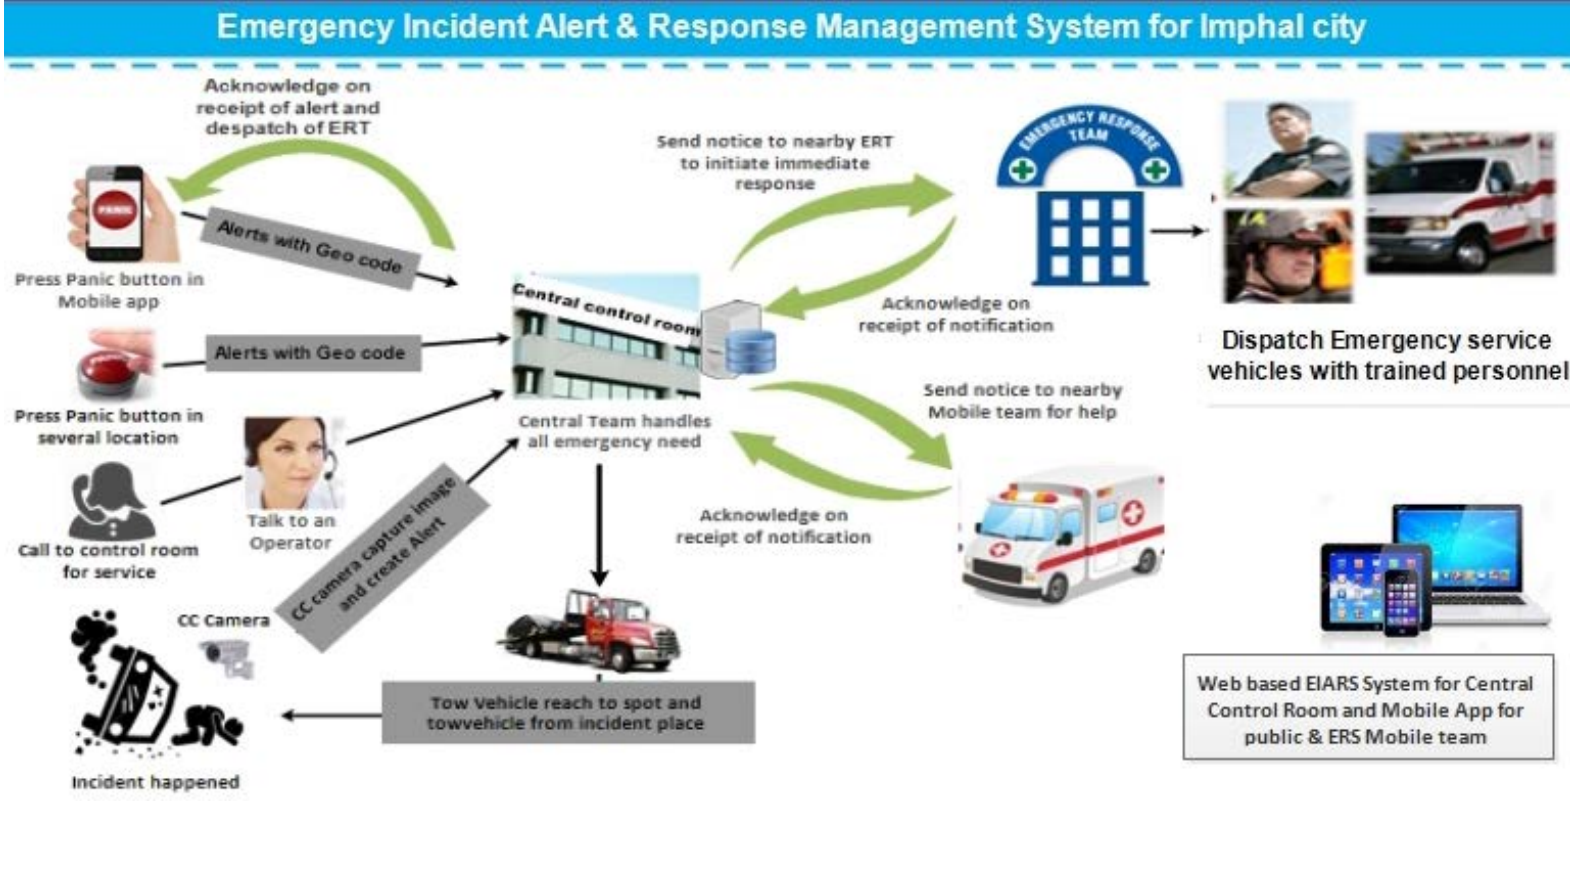 Emergency Incident Alert & Response Management System for Imphal city
Acknowledge on
receipt of alert and
despatch of ERT
PANIC
Alerts with Geo code
Press Panic button in
Mobile app
Alerts with Geo code
Press Panic button in
several location
Talk to an
Operator
Call to control room
for service
CC Camera
CC camera capture image
and create Alert
Incident happened
Central control room
Central Team handles
all emergency need
Tow Vehicle reach to spot and
towvehicle from incident place
Send notice to nearby ERT
to initiate immediate
response
EMERGENCY RESPONSE
TEAM
Acknowledge on
receipt of notification
Send notice to nearby
Mobile team for help
Acknowledge on
receipt of notification
Dispatch Emergency service
vehicles with trained personnel
Web based EIARS System for Central
Control Room and Mobile App for
public & ERS Mobile team